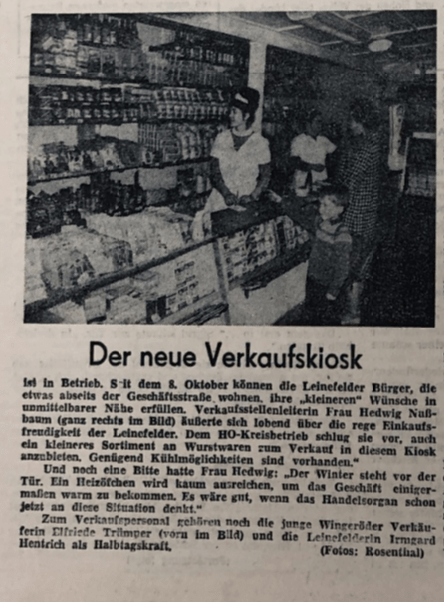 Der neue Verkaufskiosk
ist in Betrieb. Seit dem 8. Oktober können die Leinefelder Bürger, die
etwas abseits der Geschäftsstraße wohnen, ihre „kleineren" Wünsche in
unmittelbarer Nähe erfüllen. Verkaufsstellenleiterin Frau Hedwig Nuß-
baum (ganz rechts im Bild) äußerte sich lobend über die rege Einkaufs-
freudigkeit der Leinefelder. Dem HO-Kreisbetrieb schlug sie vor, auch
ein kleineres Sortiment an Wurstwaren zum Verkauf in diesem Kiosk
anzubieten. Genügend Kühlmöglichkeiten sind vorhanden."
Und noch eine Bitte hatte Frau Hedwig: „Der Winter steht vor der
Tür. Ein Heizöfchen wird kaum ausreichen, um das Geschäft einiger-
maßen warm zu bekommen. Es wäre gut, wenn das Handelsorgan schon
jetzt an diese Situation denkt."
Zum Verkaufspersonal gehören noch die junge Wingeröder Verkäu-
ferin Elfriede Trümper (vorn im Bild) und die Leinefelderin Irmgard
Hentrich als Halbtagskraft. (Fotos: Rosenthal)